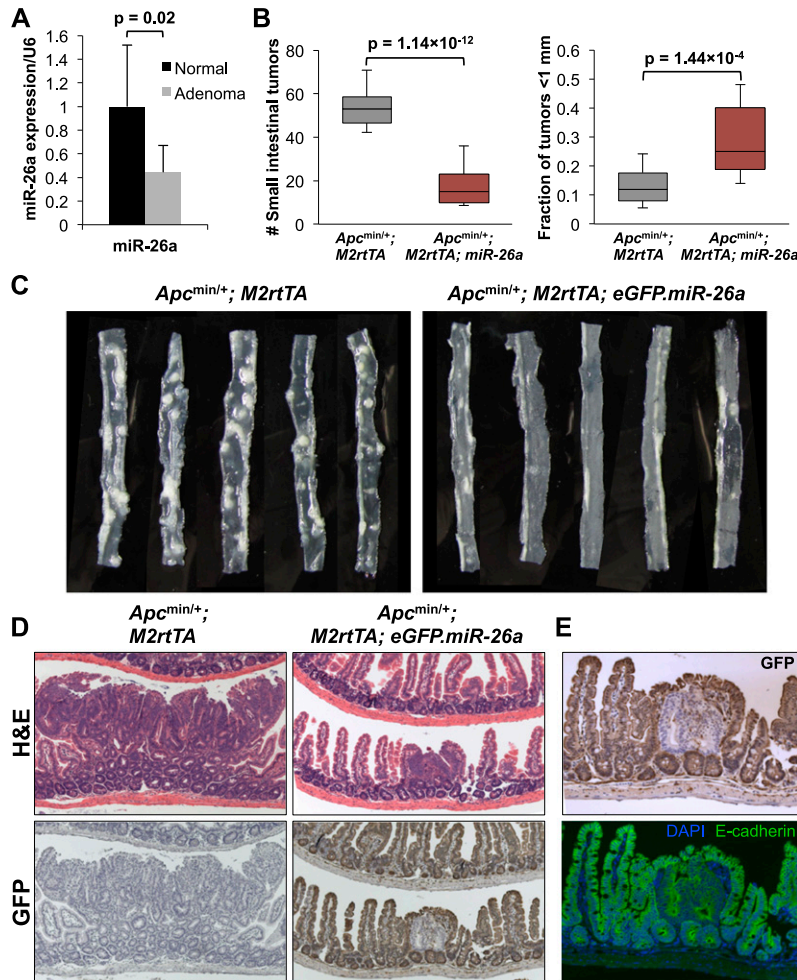 A
p = 0.02
miR-26a expression/U6
1.6
1.4
1.2
1
0.8
0.6
0.4
0.2
0
Normal
Adenoma
miR-26a
B
# Small intestinal tumors
80
60
40
20
0
p = 1.14×10-12
Apcmin/+;
M2rtTA
Apcmin/+;
M2rtTA; miR-26a
Fraction of tumors <1 mm
0.6
0.5
0.4
0.3
0.2
0.1
0
p = 1.44×10-4
Apcmin/+;
M2rtTA
Apcmin/+;
M2rtTA; miR-26a
C
Apcmin/+; M2rtTA
Apcmin/+; M2rtTA; eGFP.miR-26a
D
Apcmin/+;
M2rtTA
Apcmin/+;
M2rtTA; eGFP.miR-26a
H&E
GFP
E
GFP
DAPI E-cadherin